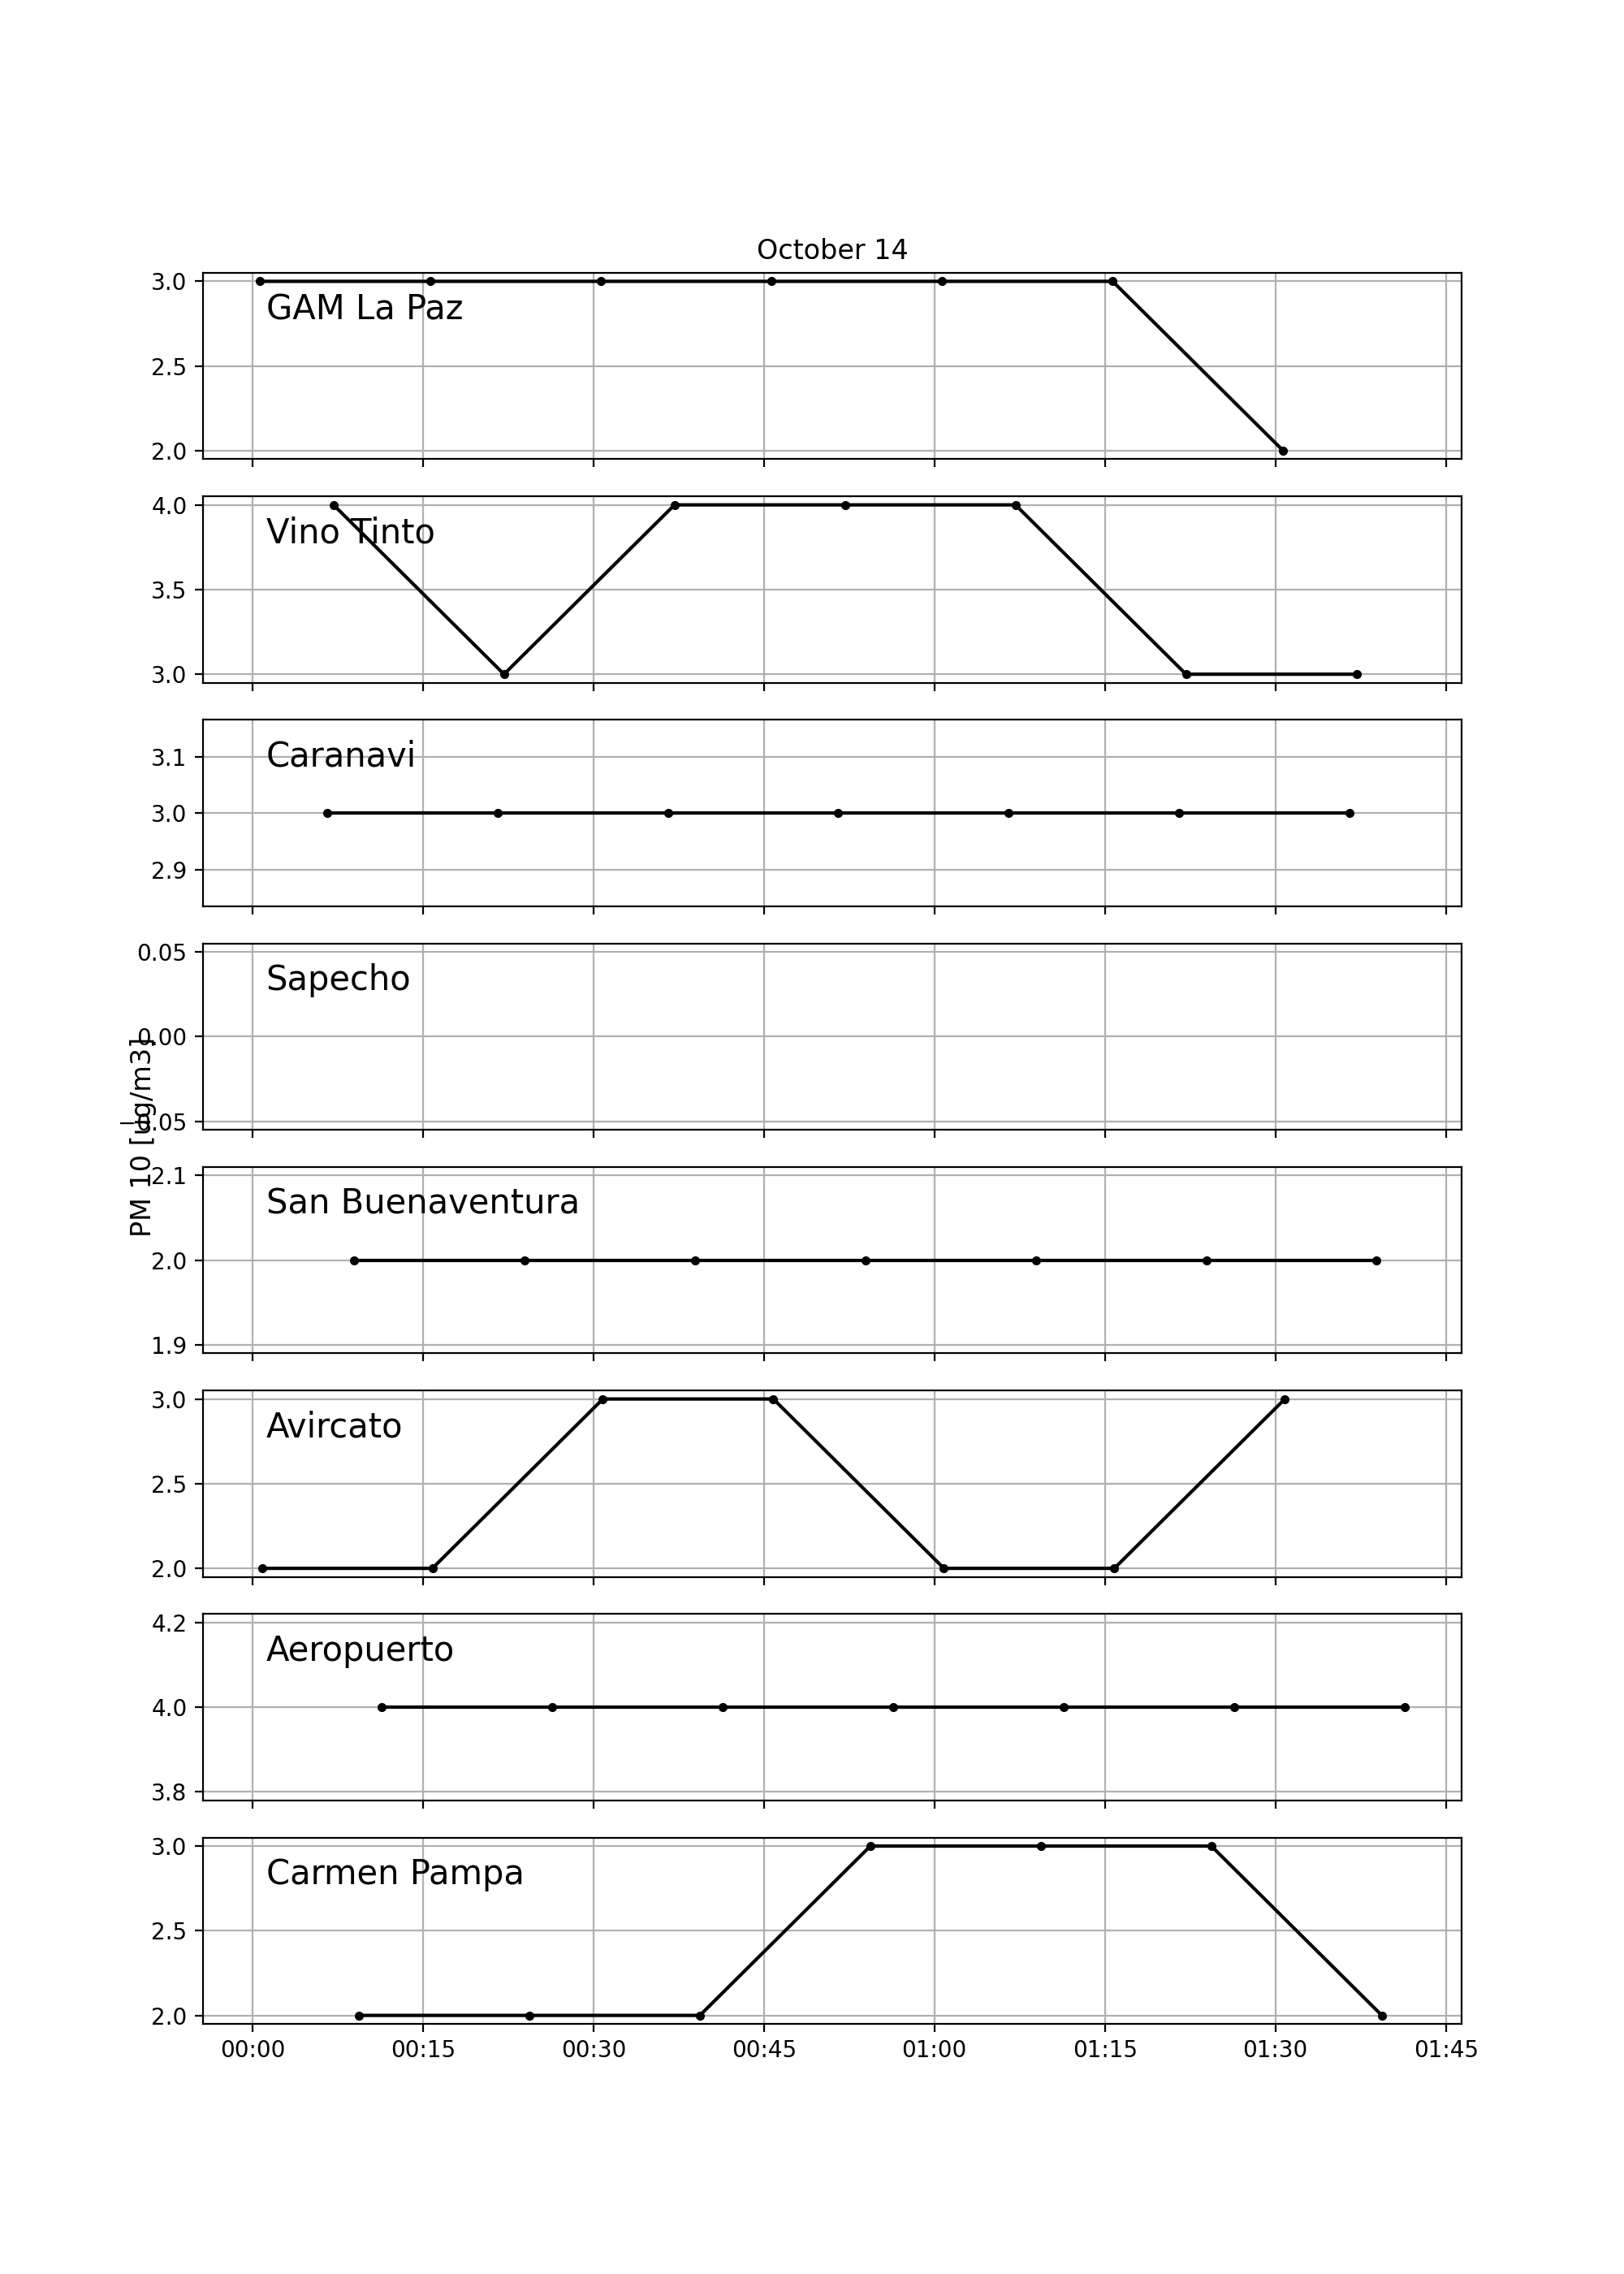 October 14
3.0
GAM La Paz
2.5
2.0
4.0
Vino Tinto
3.5
3.0
3.1
Caranavi
3.0
2.9
0.05
Sapecho
0.00
−0.05
PM 10 [ug/m3]
2.1
San Buenaventura
2.0
1.9
3.0
Avircato
2.5
2.0
4.2
Aeropuerto
4.0
3.8
3.0
Carmen Pampa
2.5
2.0
00:00 00:15 00:30 00:45 01:00 01:15 01:30 01:45